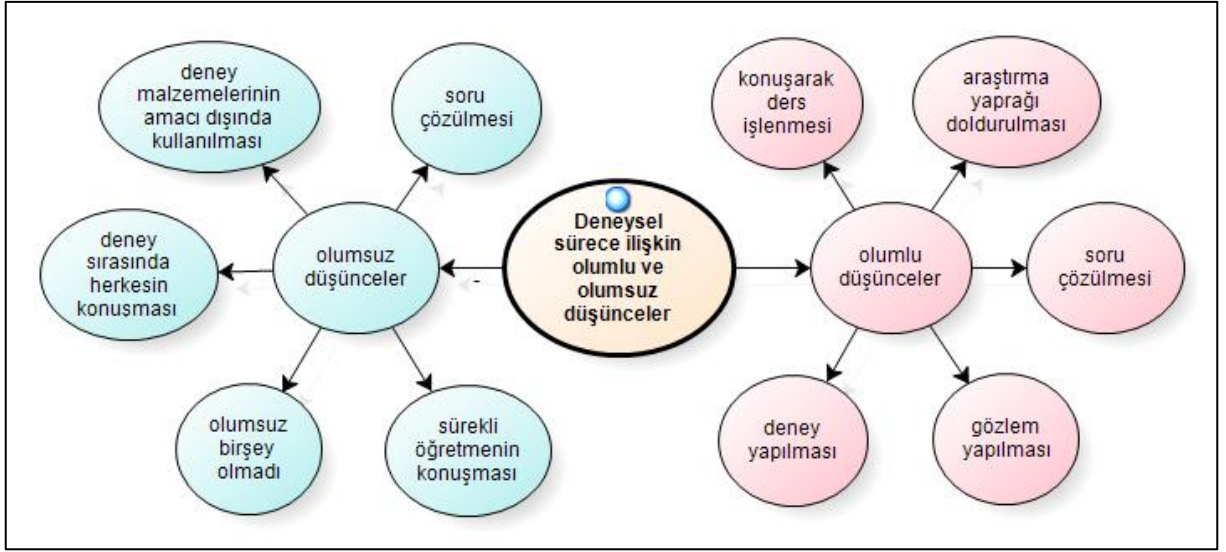 deney
malzemelerinin
amacı dışında
kullanılması
soru
çözülmesi
konuşarak
ders
işlenmesi
araştırma
yaprağı
doldurulması
deney
sırasında
herkesin
konuşması
olumsuz
düşünceler
-
Deneysel
sürece ilişkin
olumlu ve
olumsuz
düşünceler
olumlu
düşünceler
soru
çözülmesi
olumsuz
birşey
olmadı
sürekli
öğretmenin
konuşması
deney
yapılması
gözlem
yapılması